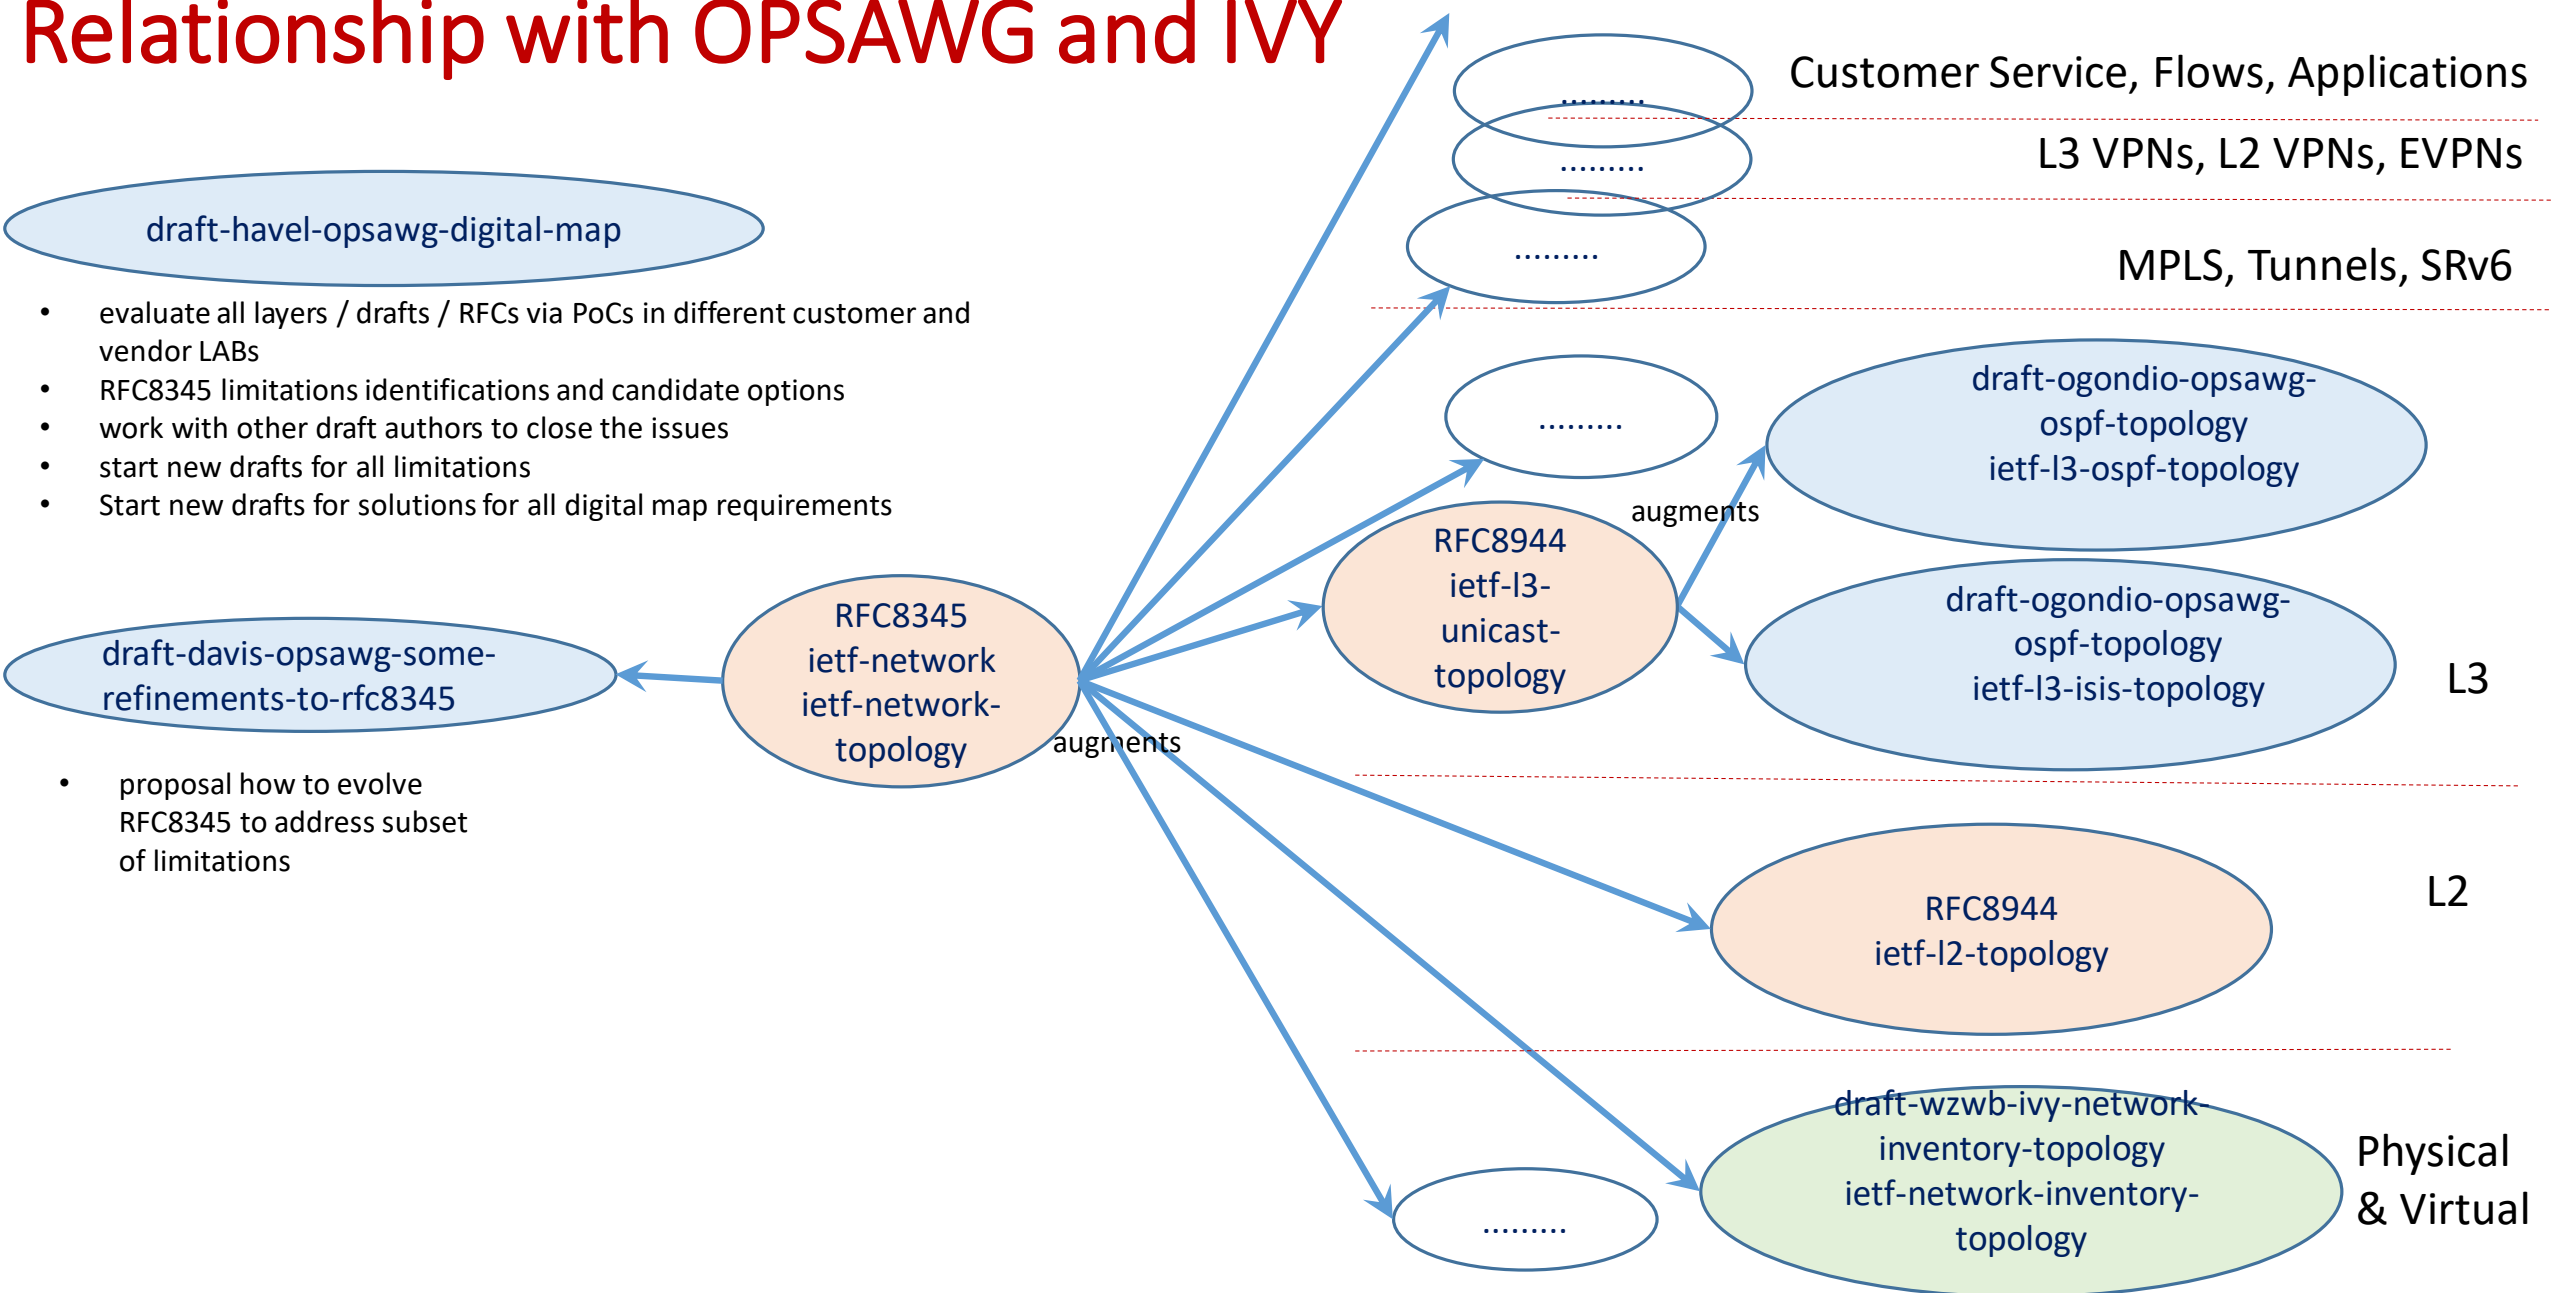 Relationship with OPSAWG and IVY
draft-havel-opsawg-digital-map
• evaluate all layers / drafts / RFCs via PoCs in different customer and
vendor LABs
• RFC8345 limitations identifications and candidate options
• work with other draft authors to close the issues
• start new drafts for all limitations
• Start new drafts for solutions for all digital map requirements
draft-davis-opsawg-some-
refinements-to-rfc8345
• proposal how to evolve
RFC8345 to address subset
of limitations
RFC8345
ietf-network
ietf-network-
topology
augments
.........
Customer Service, Flows, Applications
.........
L3 VPNs, L2 VPNs, EVPNs
.........
MPLS, Tunnels, SRv6
.........
RFC8944
ietf-l3-
unicast-
topology
augments
draft-ogondio-opsawg-
ospf-topology
ietf-l3-ospf-topology
draft-ogondio-opsawg-
ospf-topology
ietf-l3-isis-topology
L3
RFC8944
ietf-l2-topology
L2
.........
draft-wzwb-ivy-network-
inventory-topology
ietf-network-inventory-
topology
Physical
& Virtual